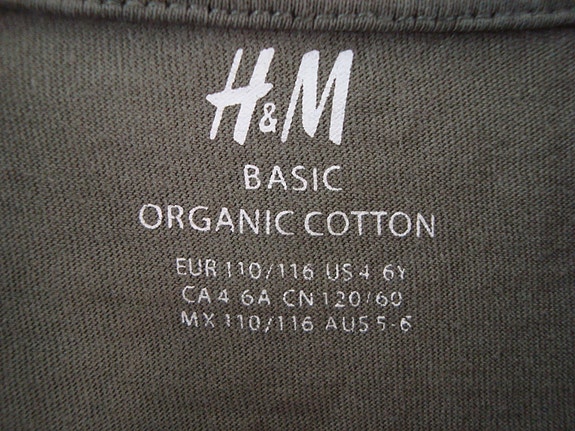 H&M
BASIC
ORGANIC COTTON
EUR 110/116 US 4 6Y
CA 4 6A CN 120/60
MX 110/116 AUS 5-6